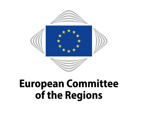 European Committee
of the Regions